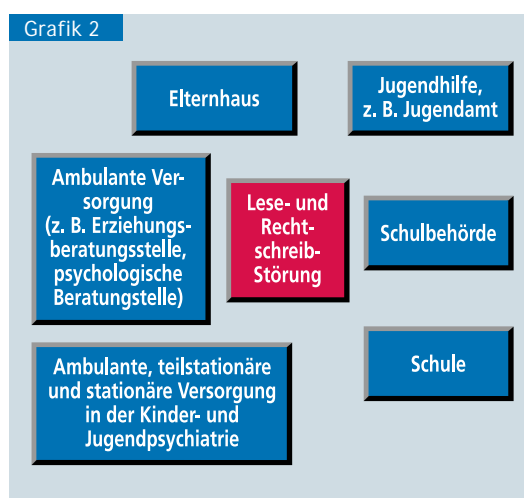 Grafik 2
Elternhaus
Jugendhilfe,
z. B. Jugendamt
Ambulante Ver-
sorgung
(z. B. Erziehungs-
beratungsstelle,
psychologische
Beratungstelle)
Lese- und
Recht-
schreib-
Störung
Schulbehörde
Ambulante, teilstationäre
und stationäre Versorgung
in der Kinder- und
Jugendpsychiatrie
Schule